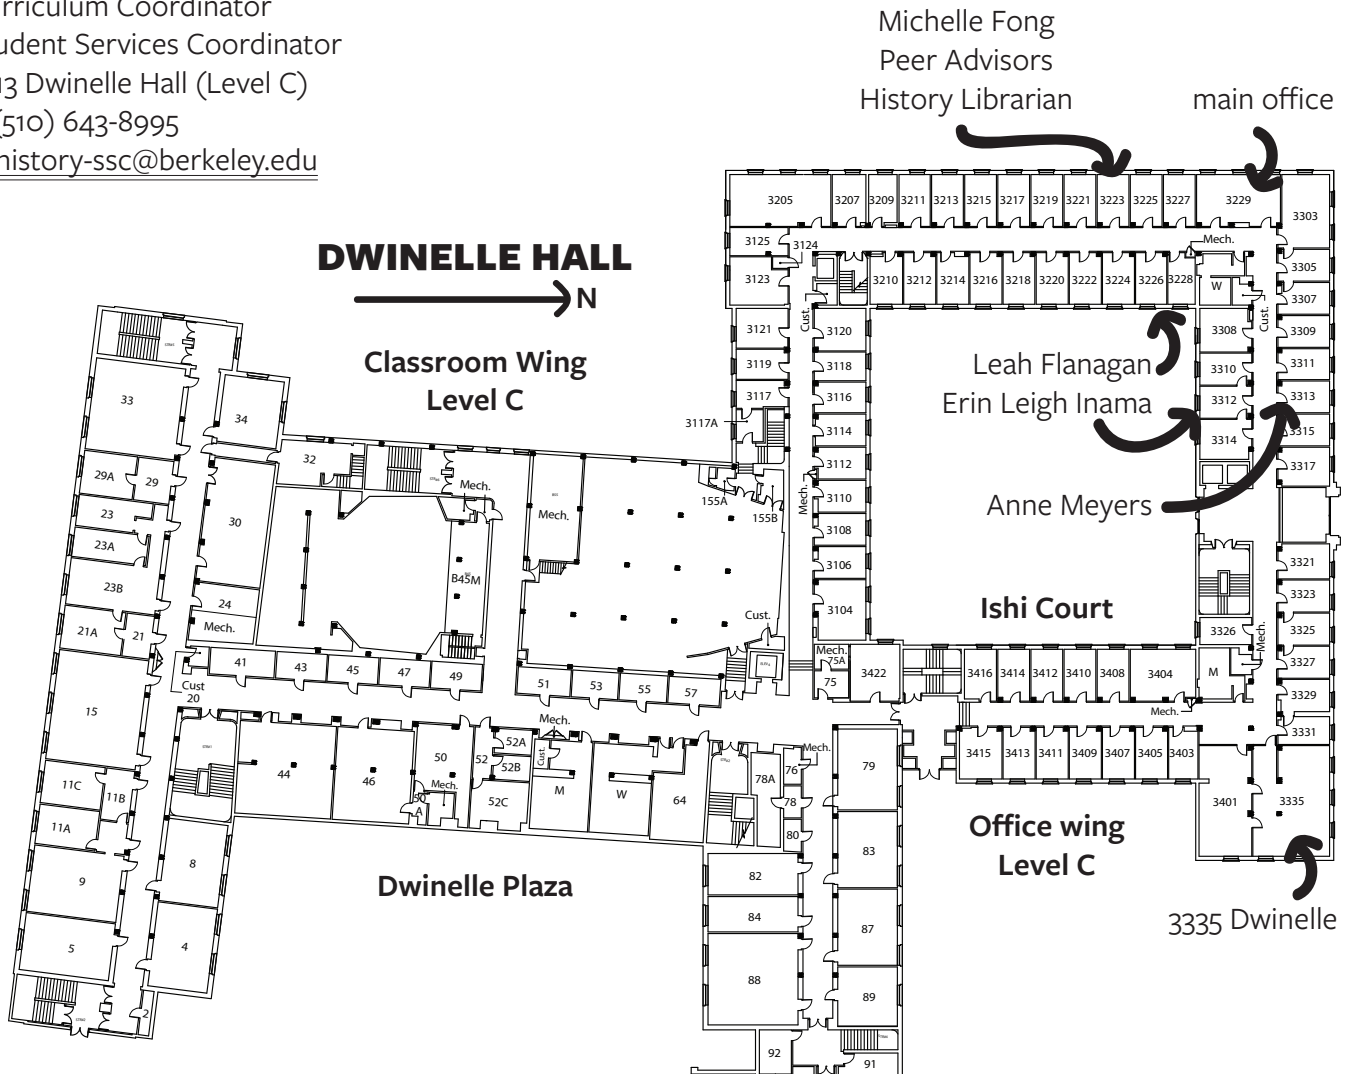 rriculum Coordinator
udent Services Coordinator
13 Dwinelle Hall (Level C)
(510) 643-8995
history-ssc@berkeley.edu
Michelle Fong
Peer Advisors
History Librarian
main office
DWINELLE HALL
N
Classroom Wing
Level C
3205 3207 3209 3211 3213 3215 3217 3219 3221 3223 3225 3227 3229
3303
3125 3124
Mech.
3123
3210 3212 3214 3216 3218 3220 3222 3224 3226 3228
W
3305
3307
Cust.
Cust.
3121
3120
3308
3309
3119
3118
3310
3311
3117
3116
3312
3313
3117A
3114
3314
3315
3112
3317
Mech.
3110
3108
3106
3104
Leah Flanagan
Erin Leigh Inama
Anne Meyers
Ishi Court
3321
3323
3326
3325
Mech.
3327
3329
3331
M
33
34
32
29A
29
23
30
23A
23B
24
21A
21
Mech.
Mech.
Mech.
B45M
155A
155B
Cust.
41 43 45 47 49
51 53 55 57
Mech.
75A
75
3422
3416 3414 3412 3410 3408 3404
Mech.
3415 3413 3411 3409 3407 3405 3403
3401
3335
Cust
20
15
Mech.
44
46
50
Mech.
50
A
52
52A
52B
52C
Cust.
M
W
64
78A
76
Mech.
78
80
79
11C
11B
11A
8
9
5
4
2
82
83
84
87
88
89
92
91
Office wing
Level C
Dwinelle Plaza
3335 Dwinelle